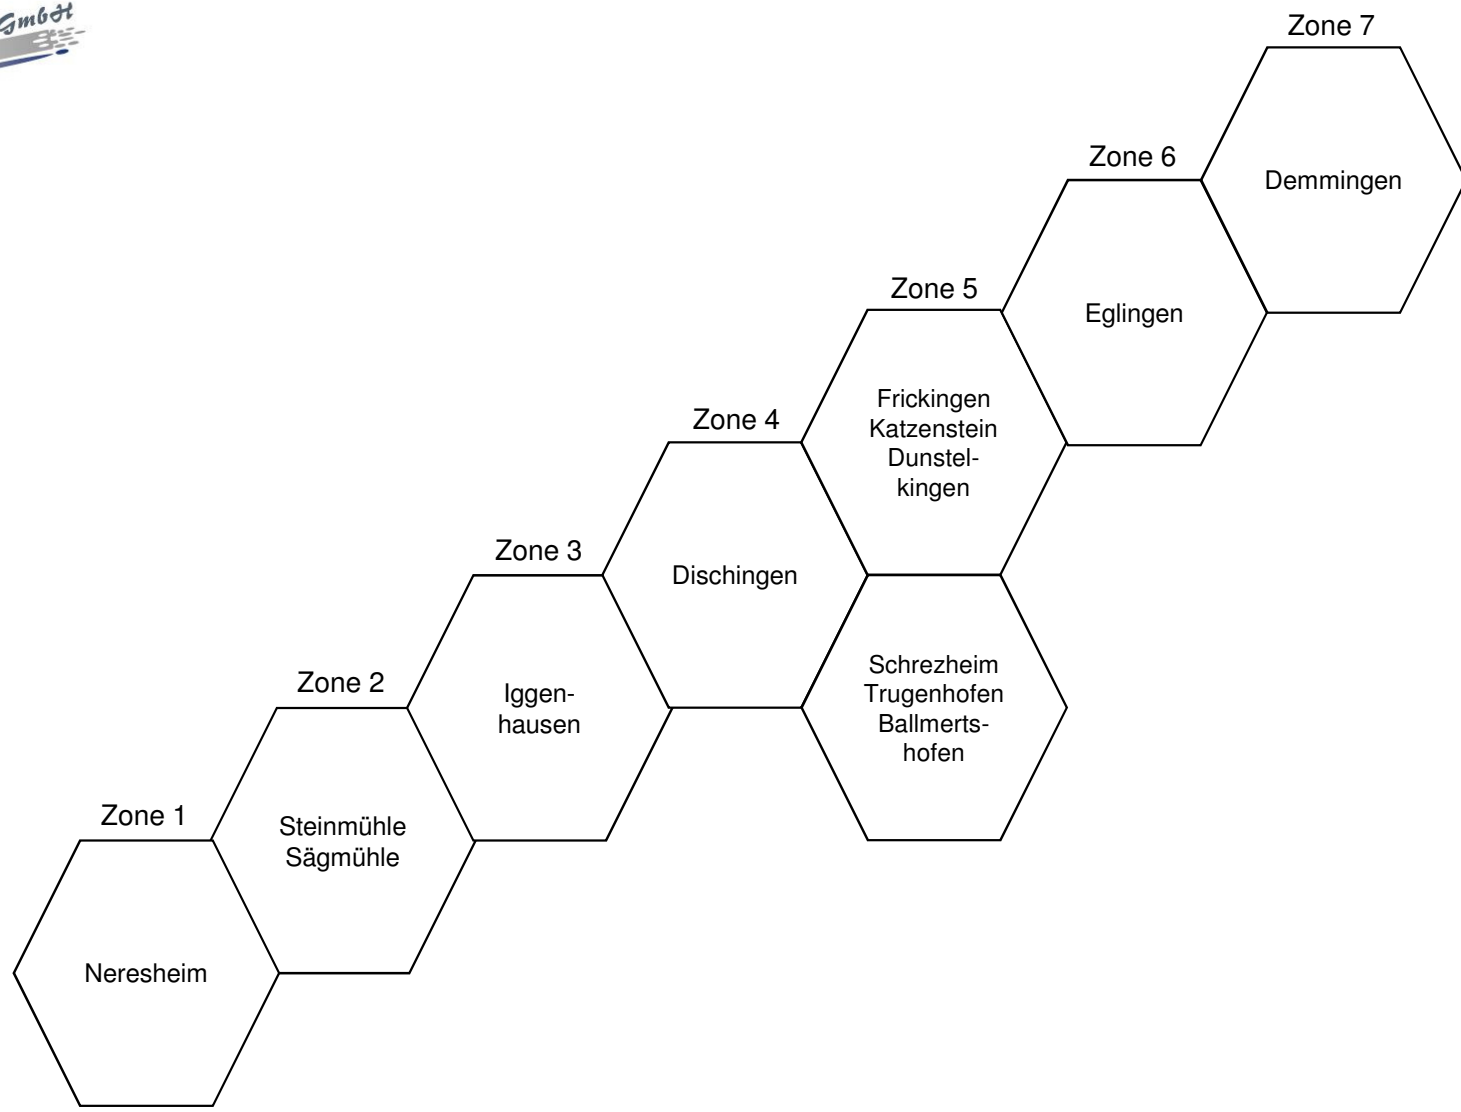 GmbH
Zone 7
Demmingen
Zone 6
Eglingen
Zone 5
Frickingen
Katzenstein
Dunstel-
kingen
Zone 4
Dischingen
Schrezheim
Trugenhofen
Ballmerts-
hofen
Zone 3
Iggen-
hausen
Zone 2
Steinmühle
Sägmühle
Zone 1
Neresheim